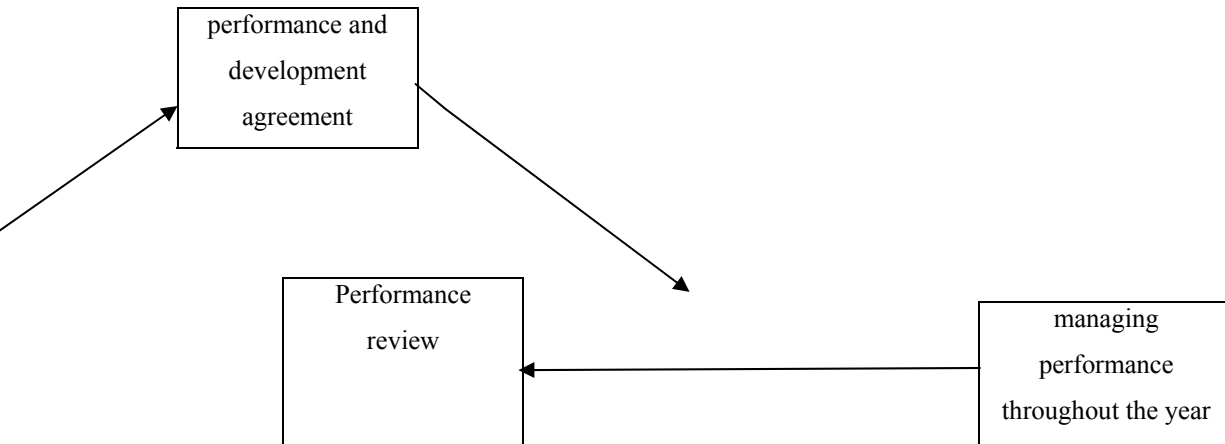 performance and
development
agreement
Performance
review
managing
performance
throughout the year